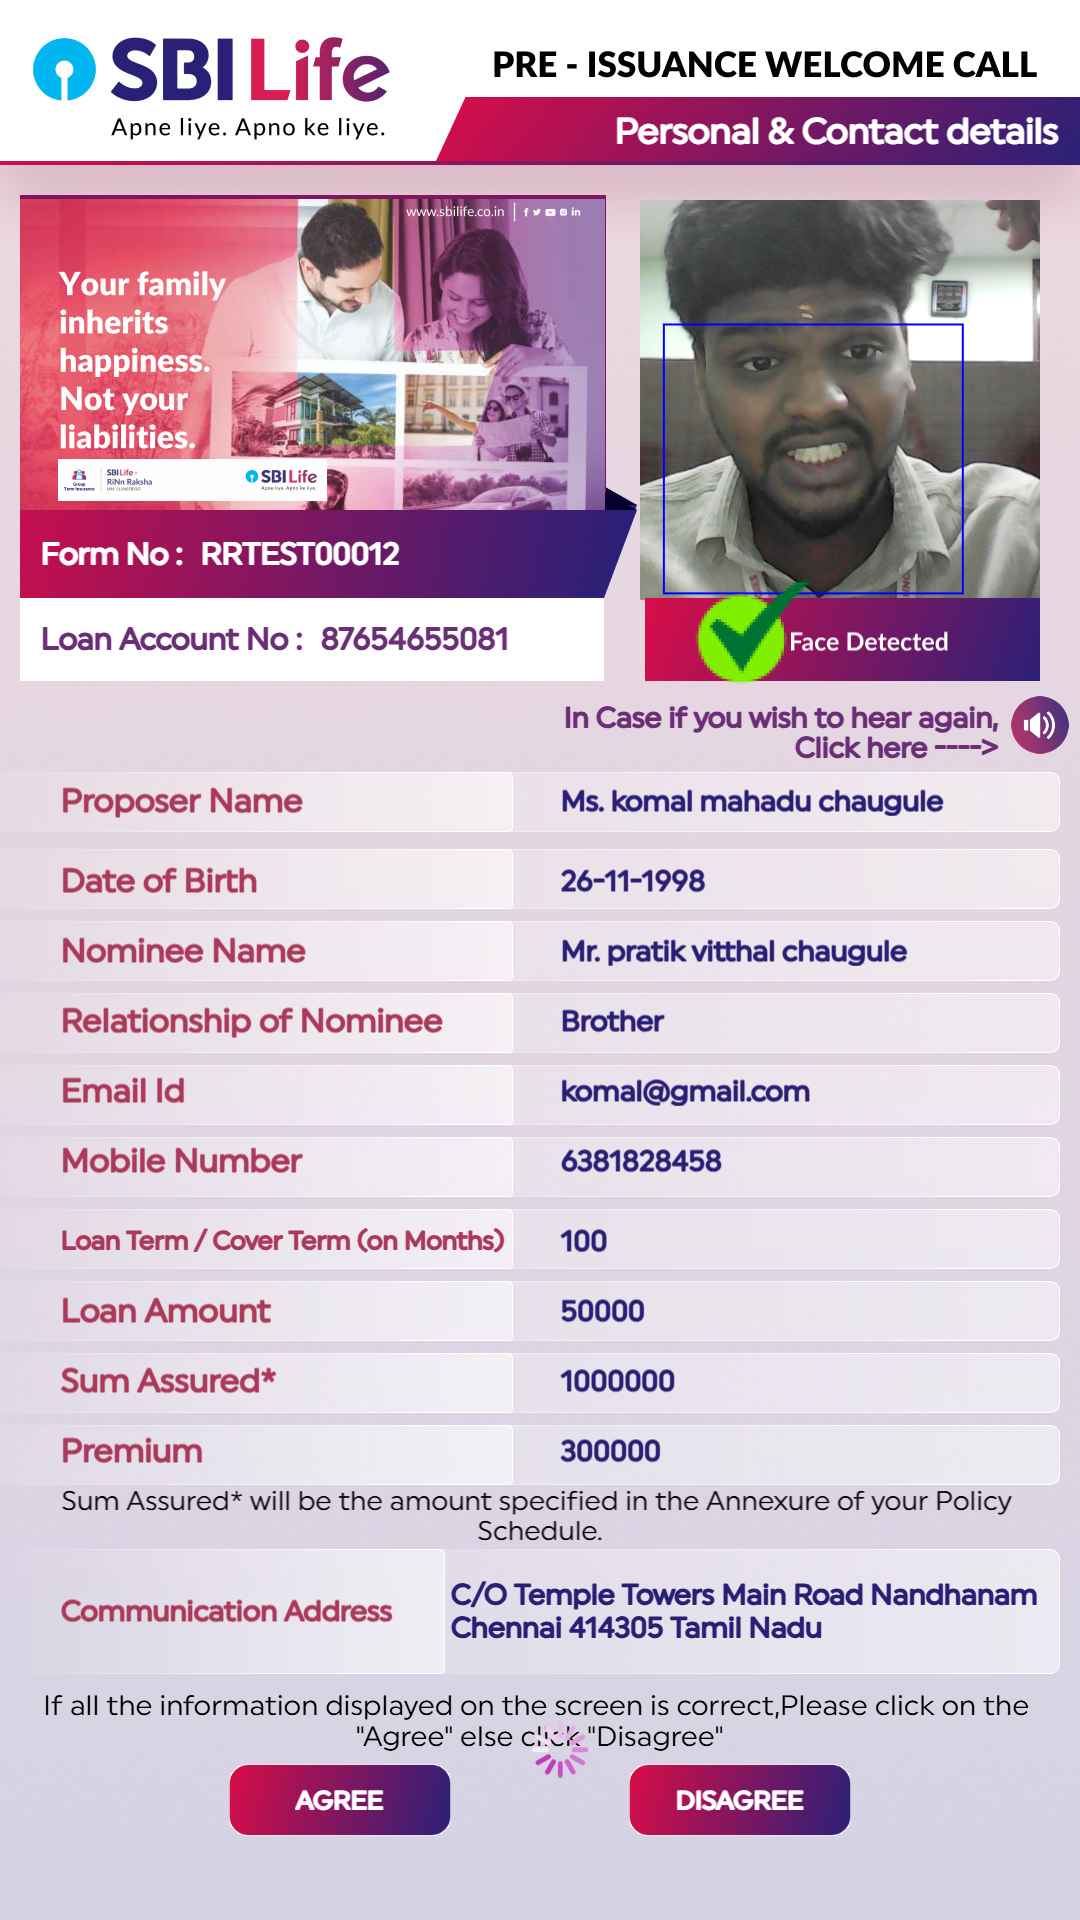 SBI Life
Apne liye. Apno ke liye.
PRE - ISSUANCE WELCOME CALL
Personal & Contact details
www.sbilife.co.in
Your family
inherits
happiness.
Not your
liabilities.
Group
Term Insurance
SBI Life -
RiNn Raksha
SBI Life
Apne liye. Apno ke liye.
Form No : RRTEST00012
Loan Account No : 87654655081
Face Detected
In Case if you wish to hear again,
Click here ---->
Proposer Name Ms. komal mahadu chaugule
Date of Birth 26-11-1998
Nominee Name Mr. pratik vitthal chaugule
Relationship of Nominee Brother
Email Id komal@gmail.com
Mobile Number 6381828458
Loan Term / Cover Term (on Months) 100
Loan Amount 50000
Sum Assured* 1000000
Premium 300000
Sum Assured* will be the amount specified in the Annexure of your Policy
Schedule.
Communication Address C/O Temple Towers Main Road Nandhanam
Chennai 414305 Tamil Nadu
If all the information displayed on the screen is correct,Please click on the
"Agree" else click "Disagree"
AGREE DISAGREE